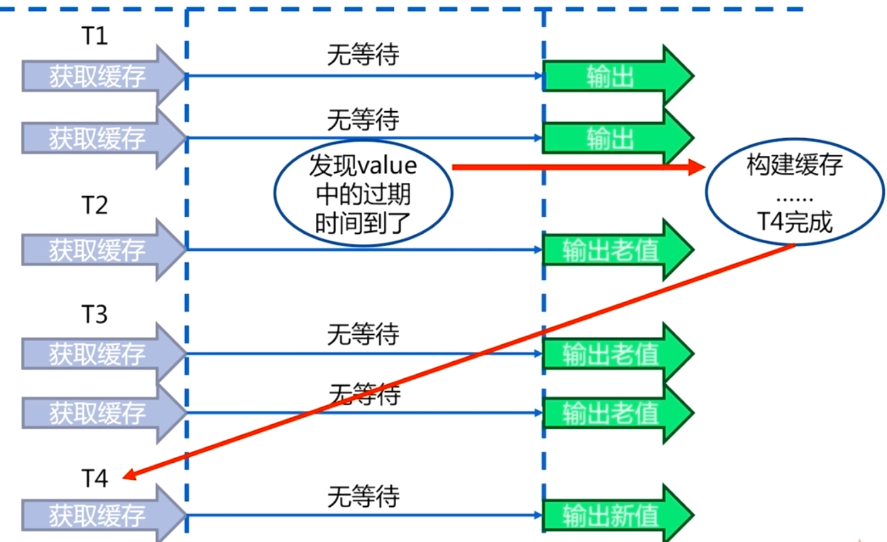 T1
获取缓存
无等待
输出
获取缓存
无等待
输出
发现value
中的过期
时间到了
构建缓存
......
T4完成
T2
获取缓存
输出老值
T3
获取缓存
无等待
输出老值
获取缓存
无等待
输出老值
T4
获取缓存
无等待
输出新值